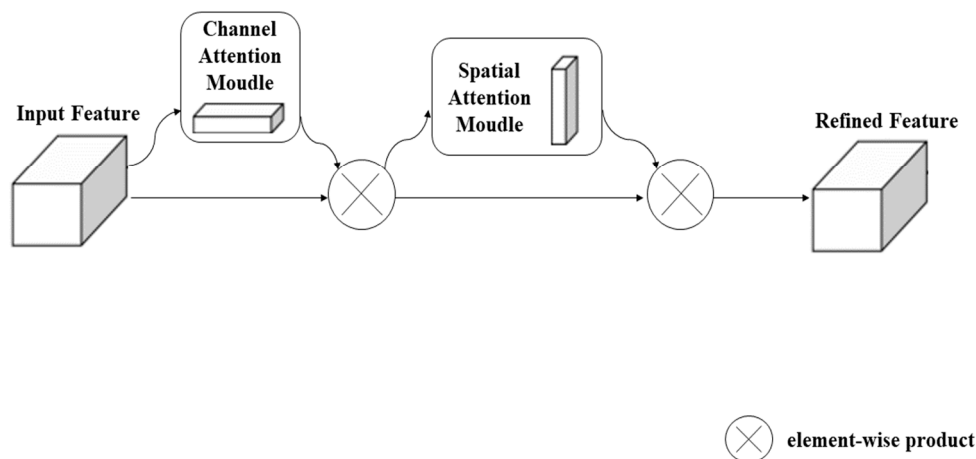 Channel
Attention
Moudle
Spatial
Attention
Moudle
Input Feature
Refined Feature
element-wise product